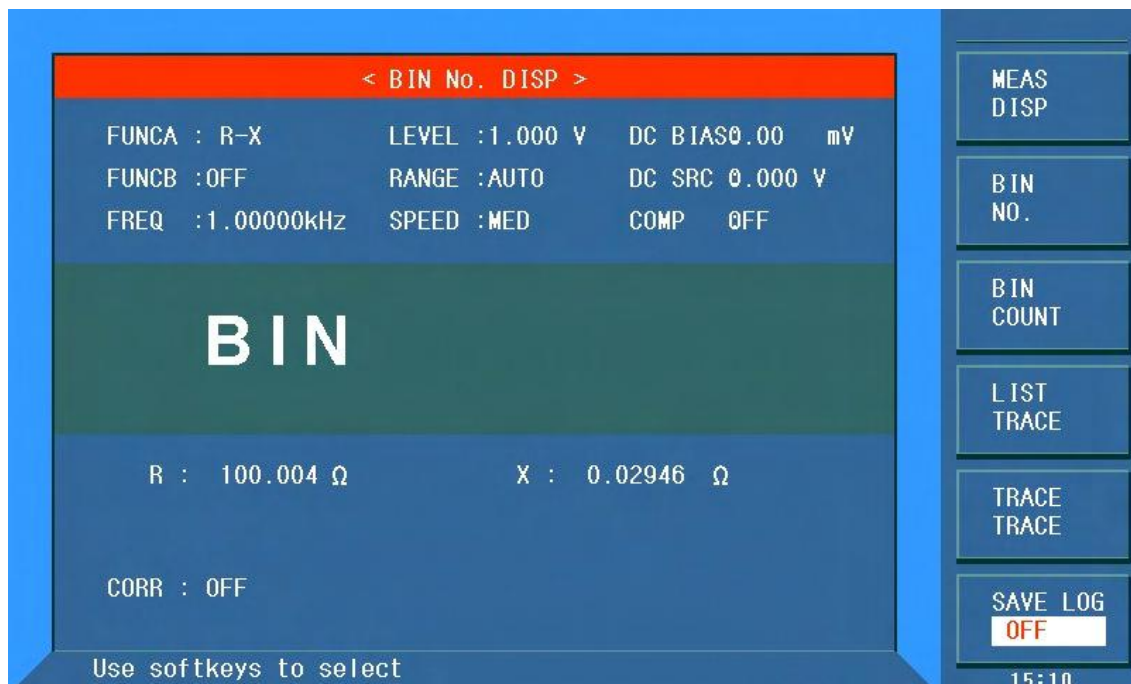 < BIN No. DISP >
FUNCA : R-X LEVEL :1.000 V DC BIAS0.00 mV
FUNCB :OFF RANGE :AUTO DC SRC 0.000 V
FREQ :1.00000kHz SPEED :MED COMP OFF
BIN
R : 100.004 Ω X : 0.02946 Ω
CORR : OFF
Use softkeys to select
MEAS
DISP
BIN
NO.
BIN
COUNT
LIST
TRACE
TRACE
TRACE
SAVE LOG
OFF
15:10